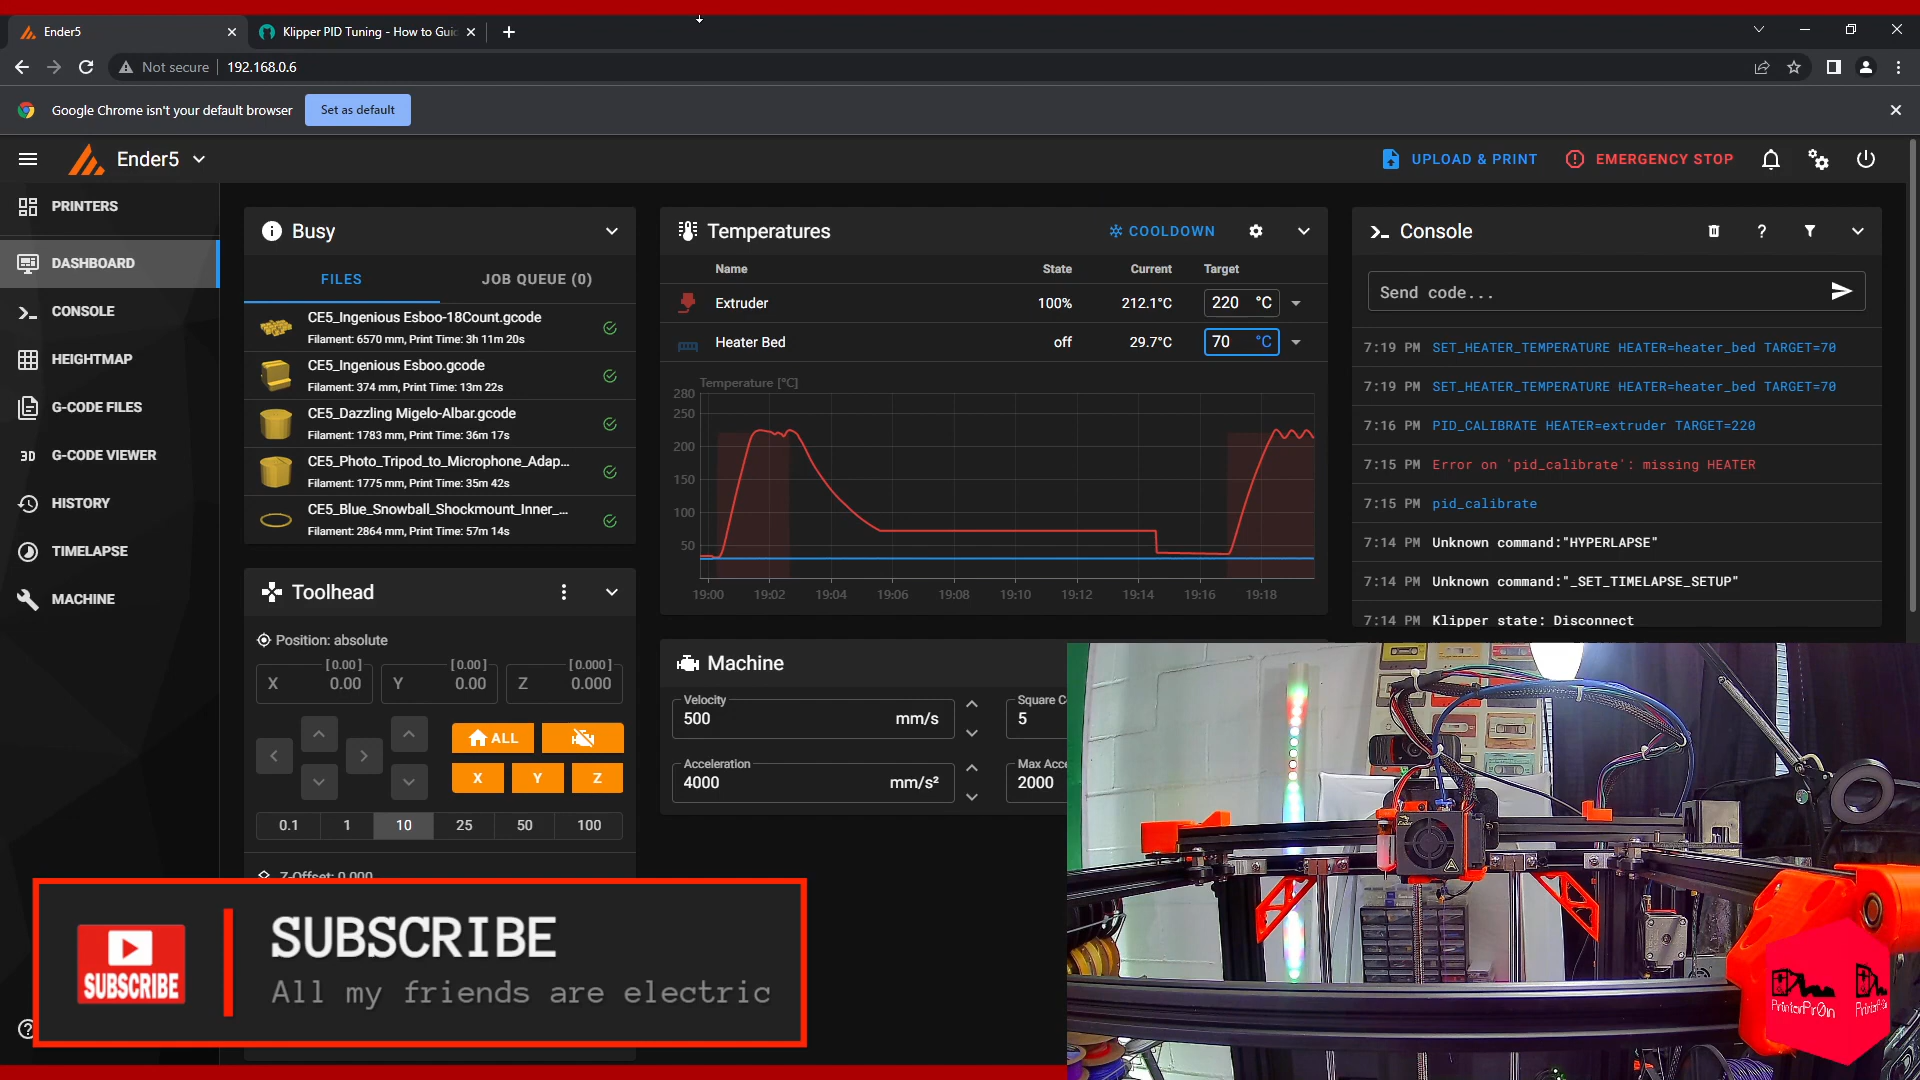 Ender5
Klipper PID Tuning - How to Guid
Not secure
192.168.0.6
Google Chrome isn't your default browser
Set as default
Ender5
UPLOAD & PRINT
EMERGENCY STOP
PRINTERS
DASHBOARD
CONSOLE
HEIGHTMAP
G-CODE FILES
3D G-CODE VIEWER
HISTORY
TIMELAPSE
MACHINE
Busy
FILES
JOB QUEUE (0)
CE5_Ingenious Esboo-18Count.gcode
Filament: 6570 mm, Print Time: 3h 11m 20s
CE5_Ingenious Esboo.gcode
Filament: 374 mm, Print Time: 13m 22s
CE5_Dazzling Migelo-Albar.gcode
Filament: 1783 mm, Print Time: 36m 17s
CE5_Photo_Tripod_to_Microphone_Adap...
Filament: 1775 mm, Print Time: 35m 42s
CE5_Blue_Snowball_Shockmount_Inner_...
Filament: 2864 mm, Print Time: 57m 14s
Toolhead
Position: absolute
[0.00] [0.00] [0.000]
X 0.00 Y 0.00 Z 0.000
ALL
X Y Z
0.1 1 10 25 50 100
Z-Offset: 0.000
Temperatures
COOLDOWN
Name State Current Target
Extruder 100% 212.1°C 220 °C
Heater Bed off 29.7°C 70 °C
Temperature [°C]
280
250
200
150
100
50
19:00 19:02 19:04 19:06 19:08 19:10 19:12 19:14 19:16 19:18
Machine
Velocity
500 mm/s
Square C
5
Acceleration
4000 mm/s²
Max Acce
2000
Console
Send code...
7:19 PM SET_HEATER_TEMPERATURE HEATER=heater_bed TARGET=70
7:19 PM SET_HEATER_TEMPERATURE HEATER=heater_bed TARGET=70
7:16 PM PID_CALIBRATE HEATER=extruder TARGET=220
7:15 PM Error on 'pid_calibrate': missing HEATER
7:15 PM pid_calibrate
7:14 PM Unknown command:"HYPERLAPSE"
7:14 PM Unknown command:"_SET_TIMELAPSE_SETUP"
7:14 PM Klipper state: Disconnect
SUBSCRIBE
SUBSCRIBE
All my friends are electric
PrinterPr0n
PrinterPr0n